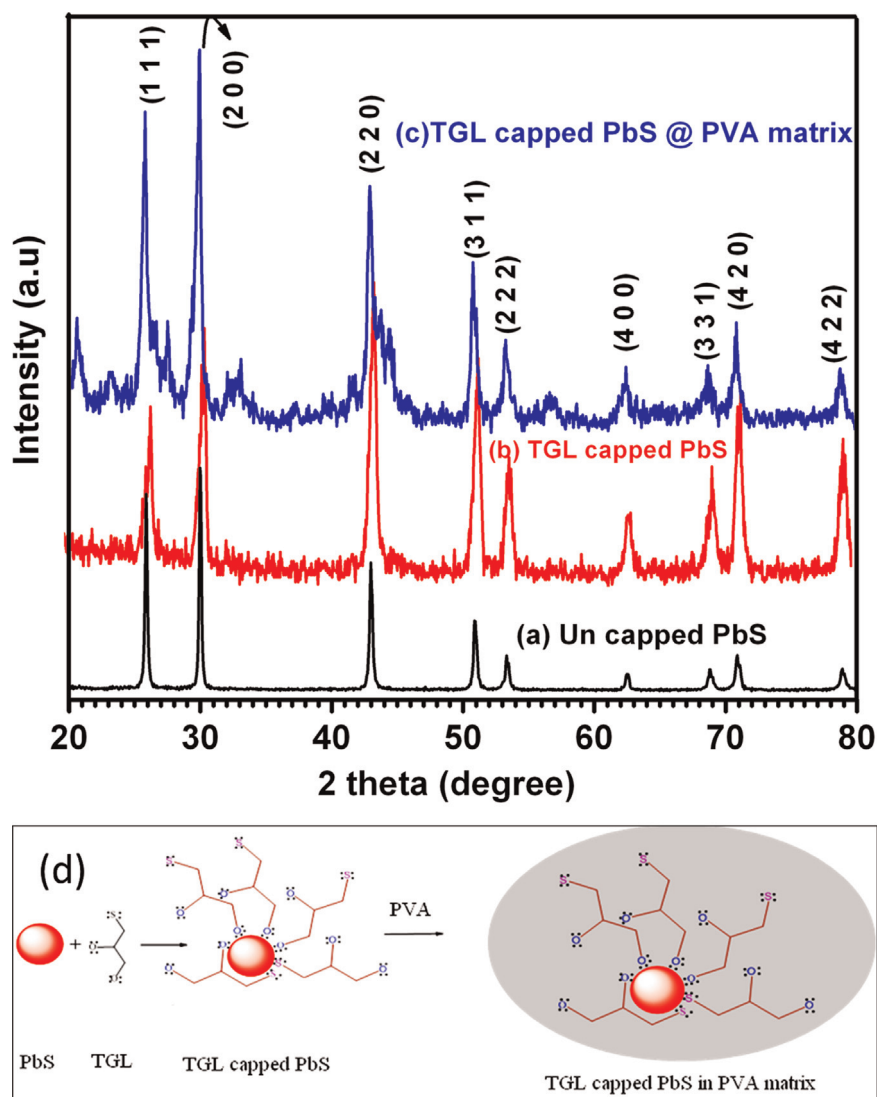 (1 1 1)
(2 0 0)
(2 2 0)
(c)TGL capped PbS @ PVA matrix
(3 1 1)
(2 2 2)
(4 0 0)
(3 3 1)
(4 2 0)
(4 2 2)
Intensity (a.u)
(b) TGL capped PbS
(a) Un capped PbS
20 30 40 50 60 70 80
2 theta (degree)
(d)
S S S
S O O O O S PVA S O O O O S
+ O O O O O O
O S O O S O
O S O
PbS TGL TGL capped PbS
TGL capped PbS in PVA matrix